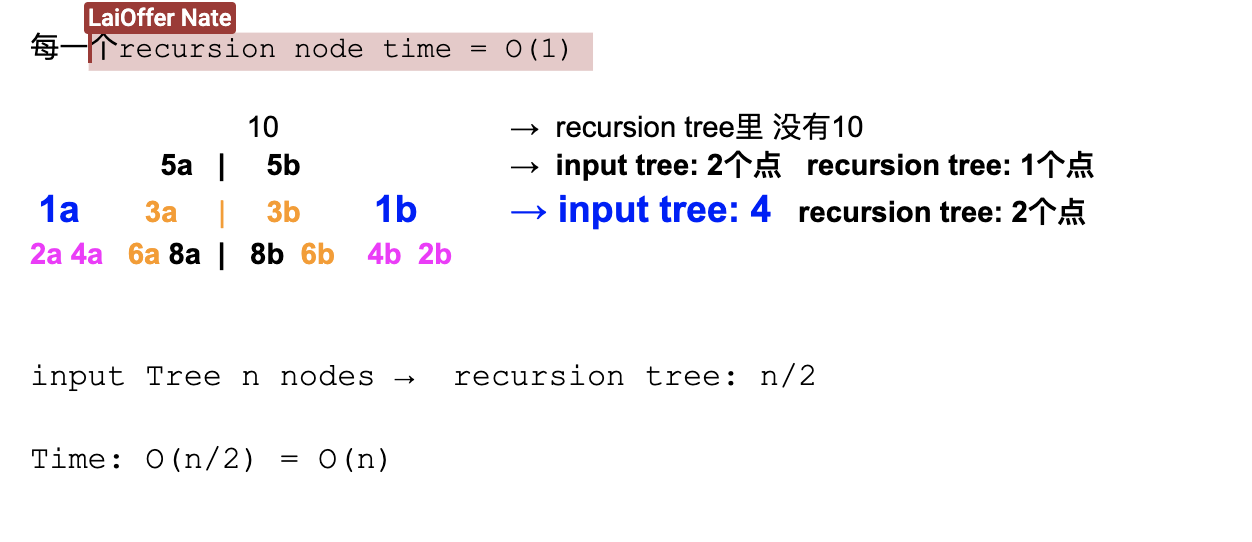 LaiOffer Nate
每一个recursion node time = O(1)
10 → recursion tree里 没有10
5a | 5b → input tree: 2个点 recursion tree: 1个点
1a 3a | 3b 1b → input tree: 4 recursion tree: 2个点
2a 4a 6a 8a | 8b 6b 4b 2b
input Tree n nodes → recursion tree: n/2
Time: O(n/2) = O(n)